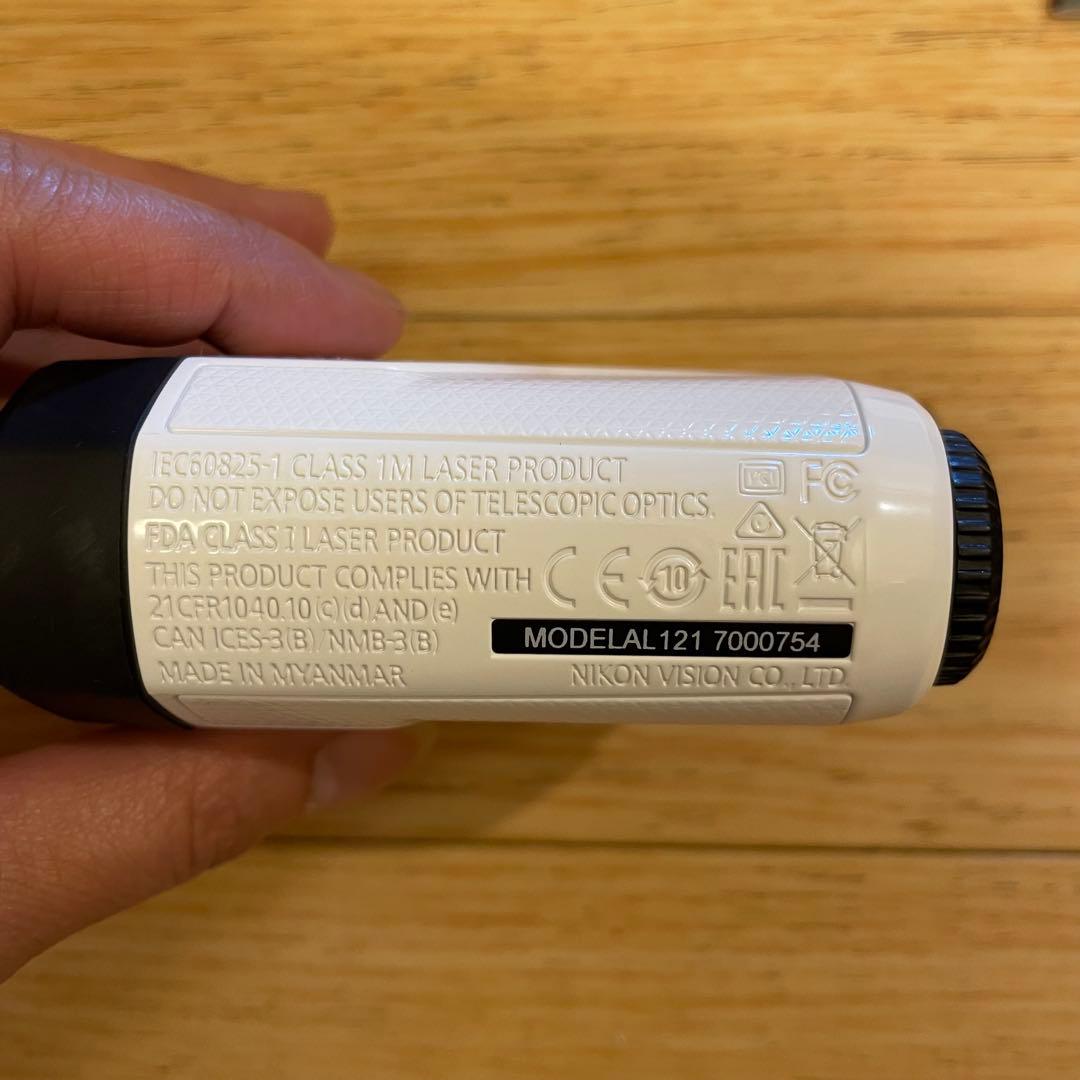 IEC60825-1 CLASS 1M LASER PRODUCT
DO NOT EXPOSE USERS OF TELESCOPIC OPTICS.
FDA CLASS I LASER PRODUCT
THIS PRODUCT COMPLIES WITH
21CFR1040.10(c)(d)AND(e)
CAN ICES-3(B)/NMB-3(B)
MADE IN MYANMAR
VCI
FC
CE
10
EAC
MODELAL121 7000754
NIKON VISION CO., LTD.